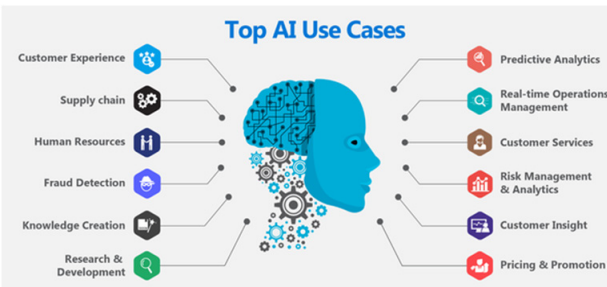 Top AI Use Cases
Customer Experience
Supply chain
Human Resources
Fraud Detection
Knowledge Creation
Research &
Development
Predictive Analytics
Real-time Operations
Management
Customer Services
Risk Management
& Analytics
Customer Insight
Pricing & Promotion